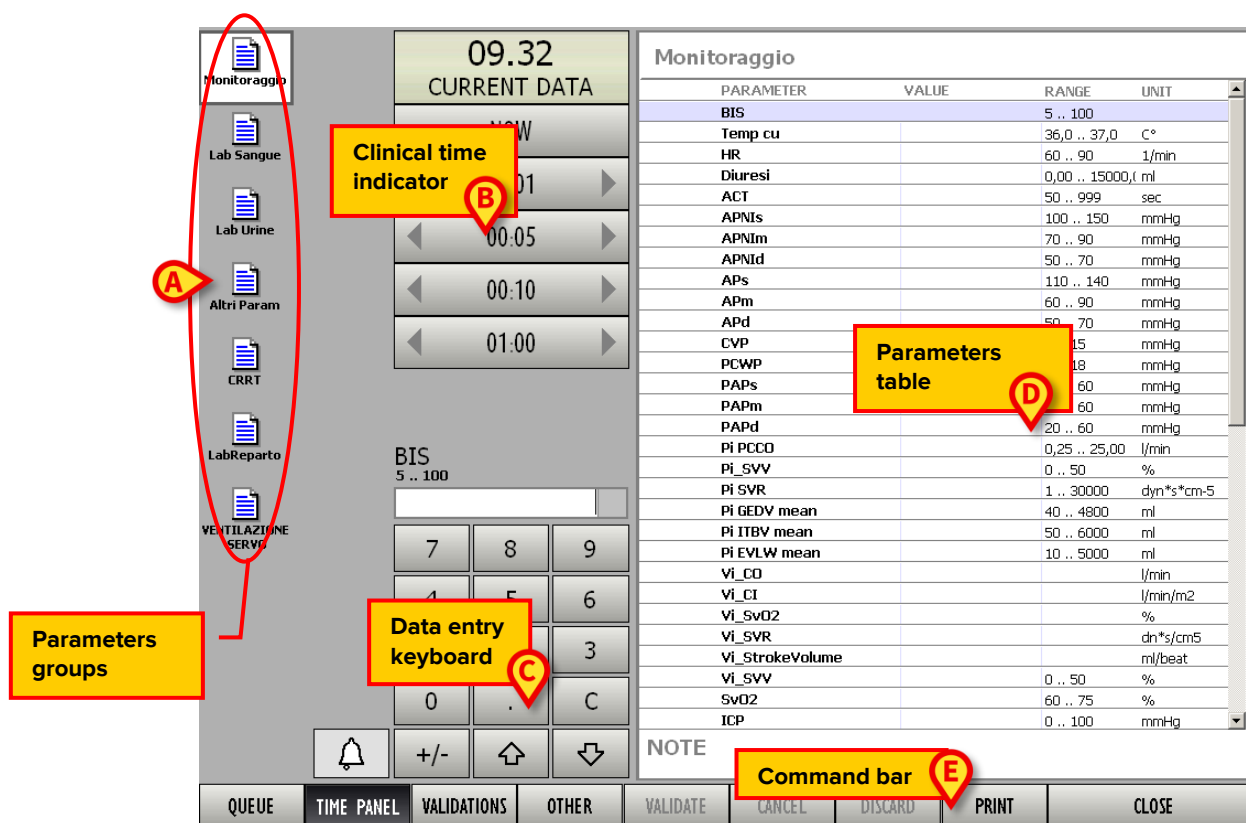 Monitoraggio
Lab Sangue
Lab Urine
Altri Param
CRRT
LabReparto
VENTILAZIONE
SERVO
A
Parameters
groups
09.32
CURRENT DATA
Clinical time
indicator
B
00:05
00:10
01:00
BIS
5 .. 100
7 8 9
6
Data entry
keyboard
C
3
0 . C
+/-
Monitoraggio
PARAMETER VALUE RANGE UNIT
BIS 5 .. 100
Temp cu 36,0 .. 37,0 C°
HR 60 .. 90 1/min
Diuresi 0,00 .. 15000,( ml
ACT 50 .. 999 sec
APNIs 100 .. 150 mmHg
APNIm 70 .. 90 mmHg
APNId 50 .. 70 mmHg
APs 110 .. 140 mmHg
APm 60 .. 90 mmHg
APd 70 mmHg
CVP 15 mmHg
PCWP 18 mmHg
PAPs 60 mmHg
PAPm 60 mmHg
PAPd 20 .. 60 mmHg
Pi PCCO 0,25 .. 25,00 l/min
Pi_SVV 0 .. 50 %
Pi SVR 1 .. 30000 dyn*s*cm-5
Pi GEDV mean 40 .. 4800 ml
Pi ITBV mean 50 .. 6000 ml
Pi EVLW mean 10 .. 5000 ml
Vi_CO l/min
Vi_CI l/min/m2
Vi_SvO2 %
Vi_SVR dn*s/cm5
Vi_StrokeVolume ml/beat
Vi_SVV 0 .. 50 %
SvO2 60 .. 75 %
ICP 0 .. 100 mmHg
Parameters
table
D
NOTE
Command bar
E
QUEUE TIME PANEL VALIDATIONS OTHER VALIDATE CANCEL DISCARD PRINT CLOSE